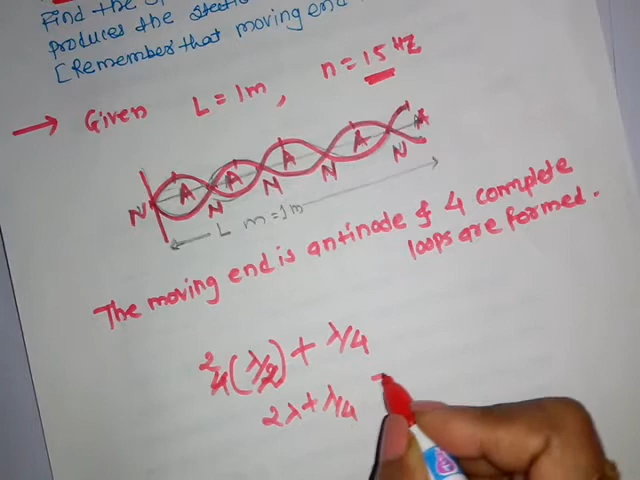 Find the
produces the
[Remember that moving end
→ Given L = 1m, n = 15 Hz
N A N A N A N A N A
L m = 1m
The moving end is antinode & 4 complete
loops are formed.
2 4(λ/2) + λ/4
2λ + λ/4